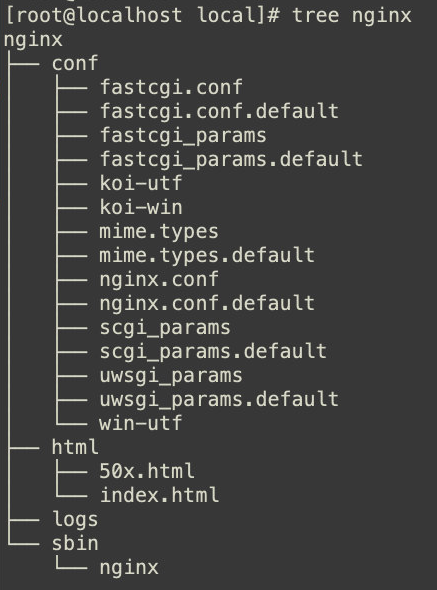 [root@localhost local]# tree nginx
nginx
├── conf
│   ├── fastcgi.conf
│   ├── fastcgi.conf.default
│   ├── fastcgi_params
│   ├── fastcgi_params.default
│   ├── koi-utf
│   ├── koi-win
│   ├── mime.types
│   ├── mime.types.default
│   ├── nginx.conf
│   ├── nginx.conf.default
│   ├── scgi_params
│   ├── scgi_params.default
│   ├── uwsgi_params
│   ├── uwsgi_params.default
│   └── win-utf
├── html
│   ├── 50x.html
│   └── index.html
├── logs
└── sbin
    └── nginx